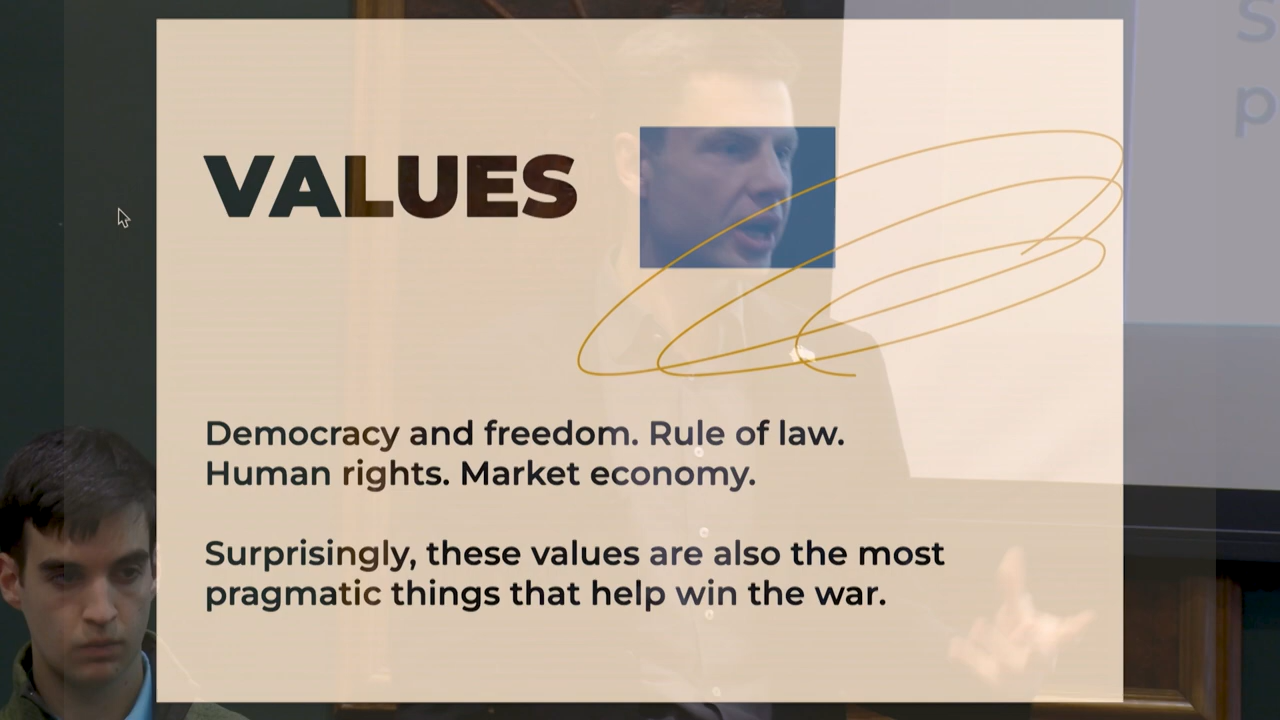 VALUES
Democracy and freedom. Rule of law.
Human rights. Market economy.
Surprisingly, these values are also the most
pragmatic things that help win the war.
S
p